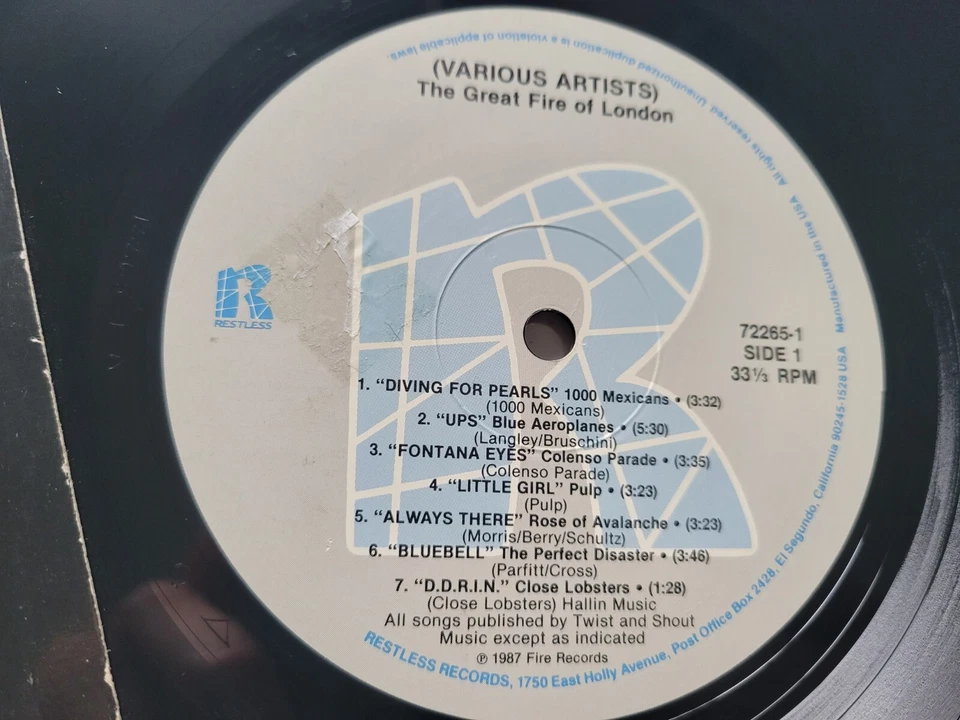 (VARIOUS ARTISTS)
The Great Fire of London
RESTLESS
72265-1
SIDE 1
33⅓ RPM
1. "DIVING FOR PEARLS" 1000 Mexicans • (3:32)
(1000 Mexicans)
2. "UPS" Blue Aeroplanes • (5:30)
(Langley/Bruschini)
3. "FONTANA EYES" Colenso Parade • (3:35)
(Colenso Parade)
4. "LITTLE GIRL" Pulp • (3:23)
(Pulp)
5. "ALWAYS THERE" Rose of Avalanche • (3:23)
(Morris/Berry/Schultz)
6. "BLUEBELL" The Perfect Disaster • (3:46)
(Parfitt/Cross)
7. "D.D.R.I.N." Close Lobsters • (1:28)
(Close Lobsters) Hallin Music
All songs published by Twist and Shout
Music except as indicated
℗ 1987 Fire Records
RESTLESS RECORDS, 1750 East Holly Avenue, Post Office Box 2428, El Segundo, California 90245-1528 USA Manufactured in the USA All rights reserved. Unauthorized duplication is a violation of applicable laws.